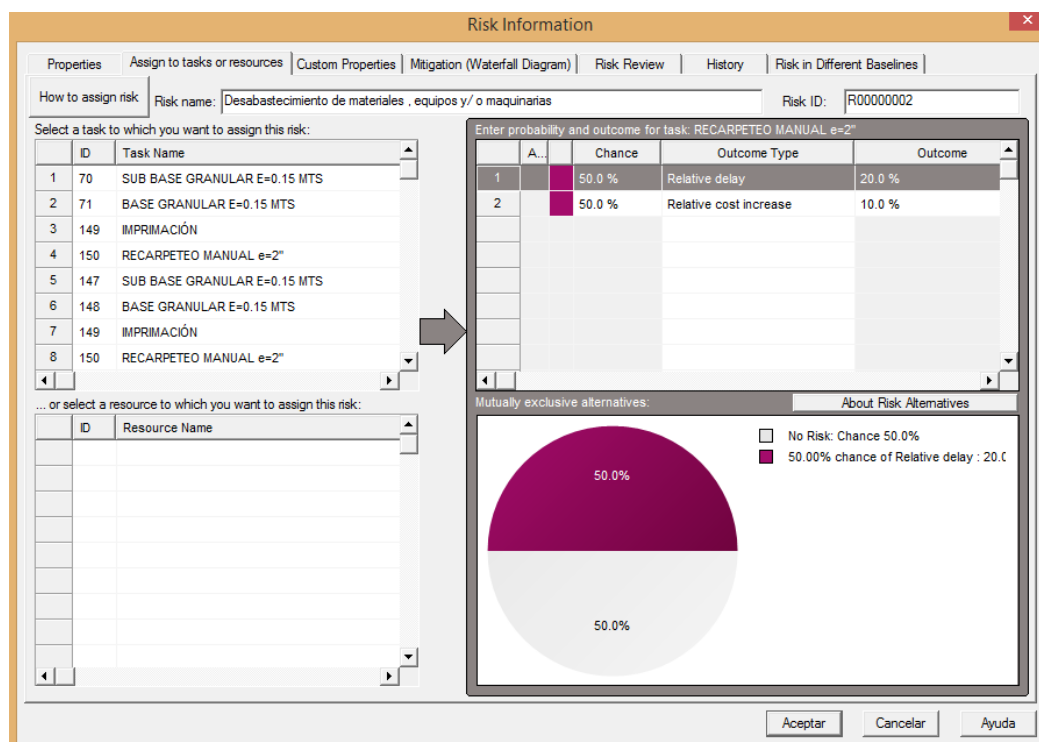 Risk Information
Properties
Assign to tasks or resources
Custom Properties
Mitigation (Waterfall Diagram)
Risk Review
History
Risk in Different Baselines
How to assign risk
Risk name:
Desabastecimiento de materiales , equipos y/ o maquinarias
Risk ID:
R00000002
Select a task to which you want to assign this risk:
ID Task Name
1 70 SUB BASE GRANULAR E=0.15 MTS
2 71 BASE GRANULAR E=0.15 MTS
3 149 IMPRIMACIÓN
4 150 RECARPETEO MANUAL e=2"
5 147 SUB BASE GRANULAR E=0.15 MTS
6 148 BASE GRANULAR E=0.15 MTS
7 149 IMPRIMACIÓN
8 150 RECARPETEO MANUAL e=2"
... or select a resource to which you want to assign this risk:
ID Resource Name
Enter probability and outcome for task: RECARPETEO MANUAL e=2"
A... Chance Outcome Type Outcome
1 50.0 % Relative delay 20.0 %
2 50.0 % Relative cost increase 10.0 %
Mutually exclusive alternatives:
About Risk Alternatives
50.0%
50.0%
No Risk: Chance 50.0%
50.00% chance of Relative delay : 20.0
Aceptar
Cancelar
Ayuda